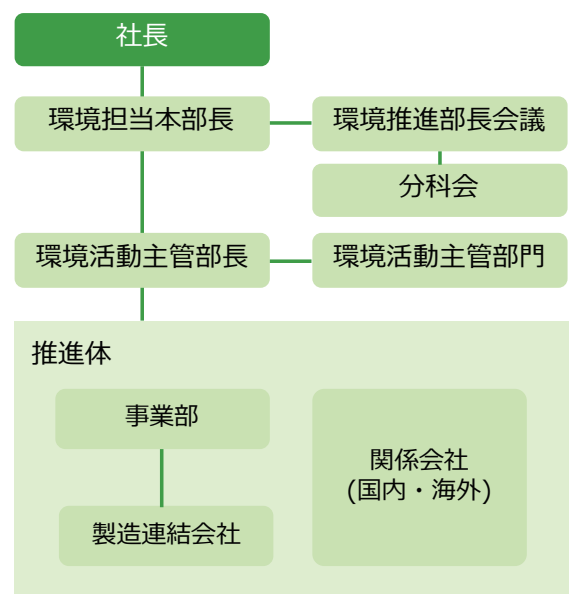 社長
環境担当本部長
環境推進部長会議
分科会
環境活動主管部長
環境活動主管部門
推進体
事業部
製造連結会社
関係会社
(国内・海外)